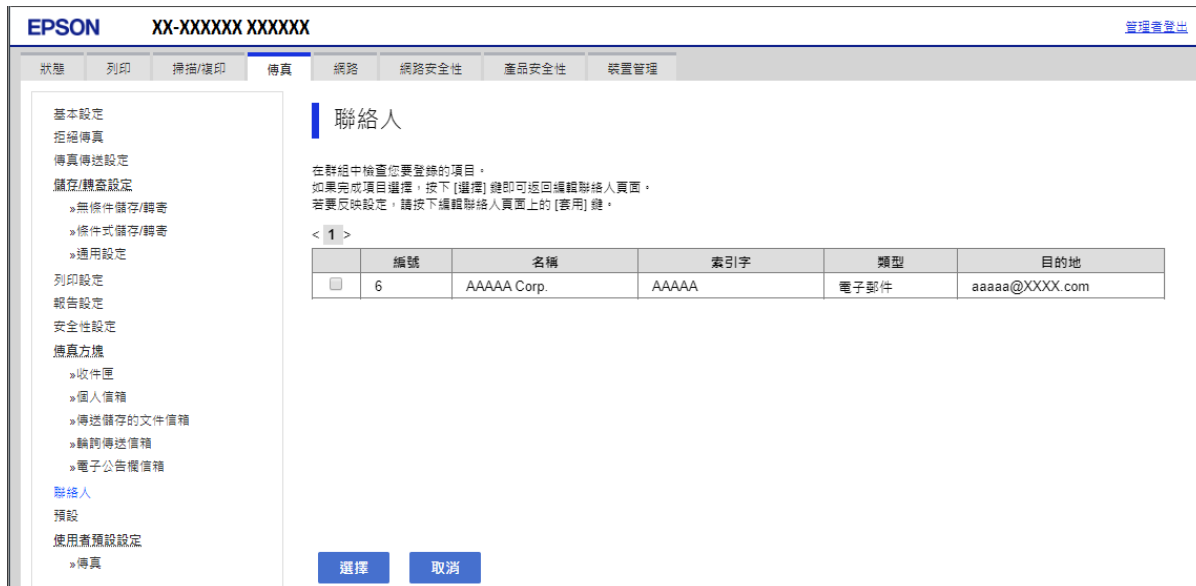 EPSON XX-XXXXXX XXXXXX 管理者登出
狀態 列印 掃描/複印 傳真 網路 網路安全性 產品安全性 裝置管理
基本設定
拒絕傳真
傳真傳送設定
儲存/轉寄設定
»無條件儲存/轉寄
»條件式儲存/轉寄
»通用設定
列印設定
報告設定
安全性設定
傳真方塊
»收件匣
»個人信箱
»傳送儲存的文件信箱
»輪詢傳送信箱
»電子公告欄信箱
聯絡人
預設
使用者預設設定
»傳真
聯絡人
在群組中檢查您要登錄的項目。
如果完成項目選擇，按下 [選擇] 鍵即可返回編輯聯絡人頁面。
若要反映設定，請按下編輯聯絡人頁面上的 [套用] 鍵。
< 1 >
編號 名稱 索引字 類型 目的地
6 AAAAA Corp. AAAAA 電子郵件 aaaaa@XXXX.com
選擇 取消